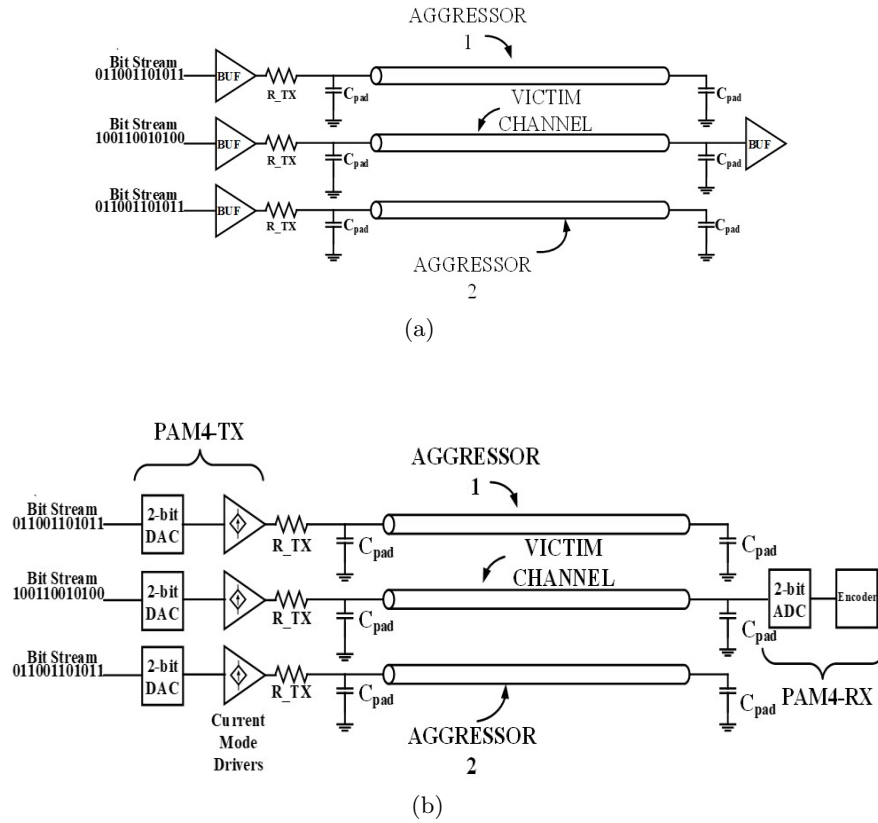 AGGRESSOR
1
Bit Stream
011001101011
BUF
R_TX
C_pad
C_pad
VICTIM
CHANNEL
Bit Stream
100110010100
BUF
R_TX
C_pad
C_pad
BUF
Bit Stream
011001101011
BUF
R_TX
C_pad
C_pad
AGGRESSOR
2
(a)
PAM4-TX
AGGRESSOR
1
Bit Stream
011001101011
2-bit
DAC
R_TX
C_pad
C_pad
VICTIM
CHANNEL
Bit Stream
100110010100
2-bit
DAC
R_TX
C_pad
C_pad
2-bit
ADC
Encoder
Bit Stream
011001101011
2-bit
DAC
R_TX
C_pad
C_pad
PAM4-RX
Current
Mode
Drivers
AGGRESSOR
2
(b)